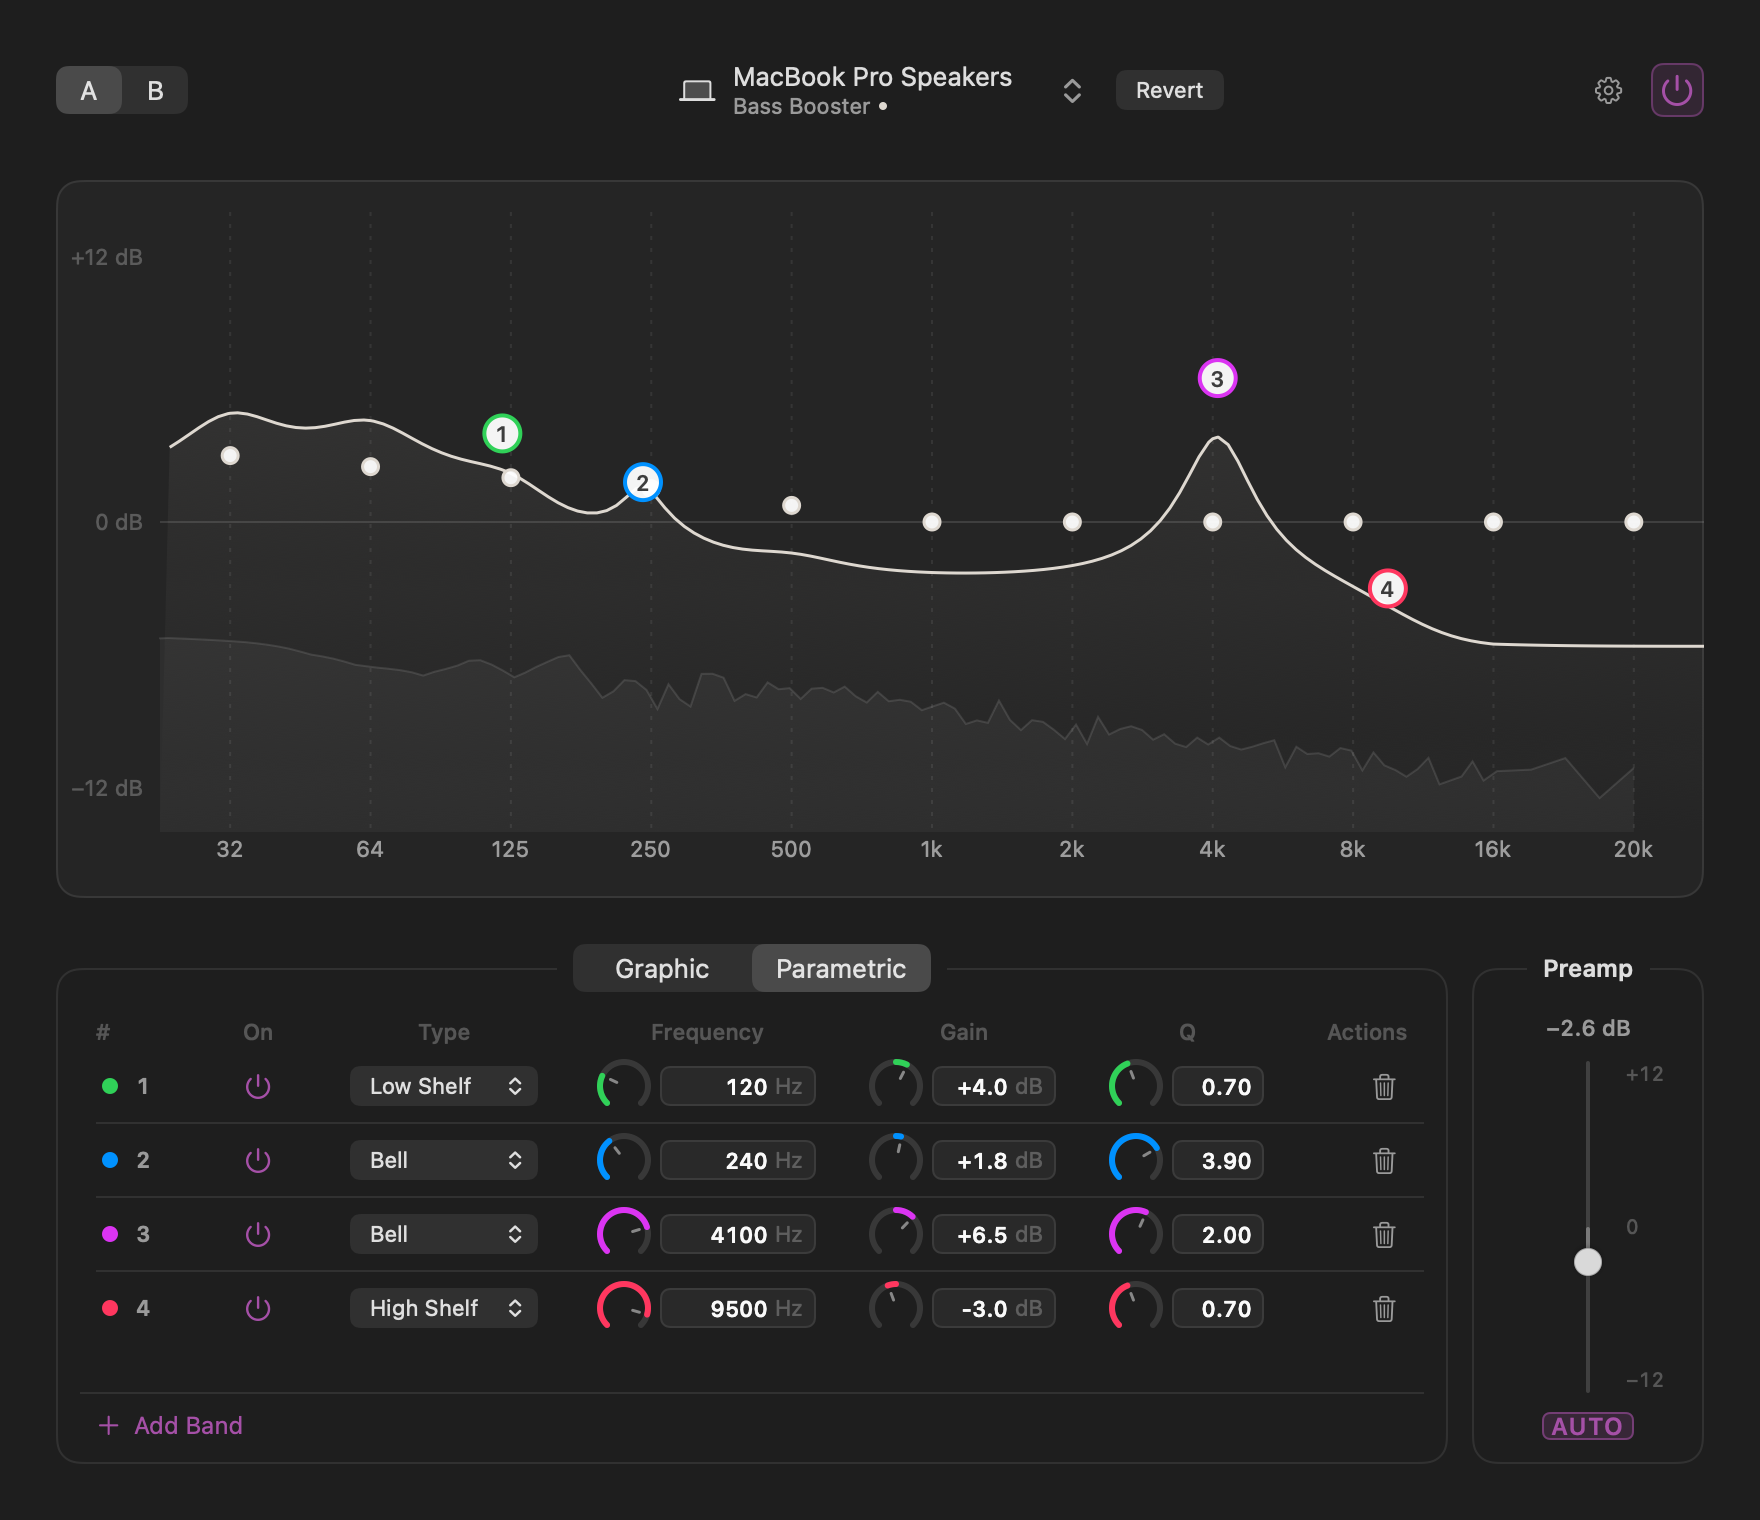 A B
MacBook Pro Speakers
Bass Booster •
Revert
+12 dB
3
1
2
0 dB
4
−12 dB
32 64 125 250 500 1k 2k 4k 8k 16k 20k
Graphic Parametric
Preamp
# On Type Frequency Gain Q Actions
−2.6 dB
1 Low Shelf 120 Hz +4.0 dB 0.70
+12
2 Bell 240 Hz +1.8 dB 3.90
3 Bell 4100 Hz +6.5 dB 2.00
0
4 High Shelf 9500 Hz -3.0 dB 0.70
−12
+ Add Band
AUTO